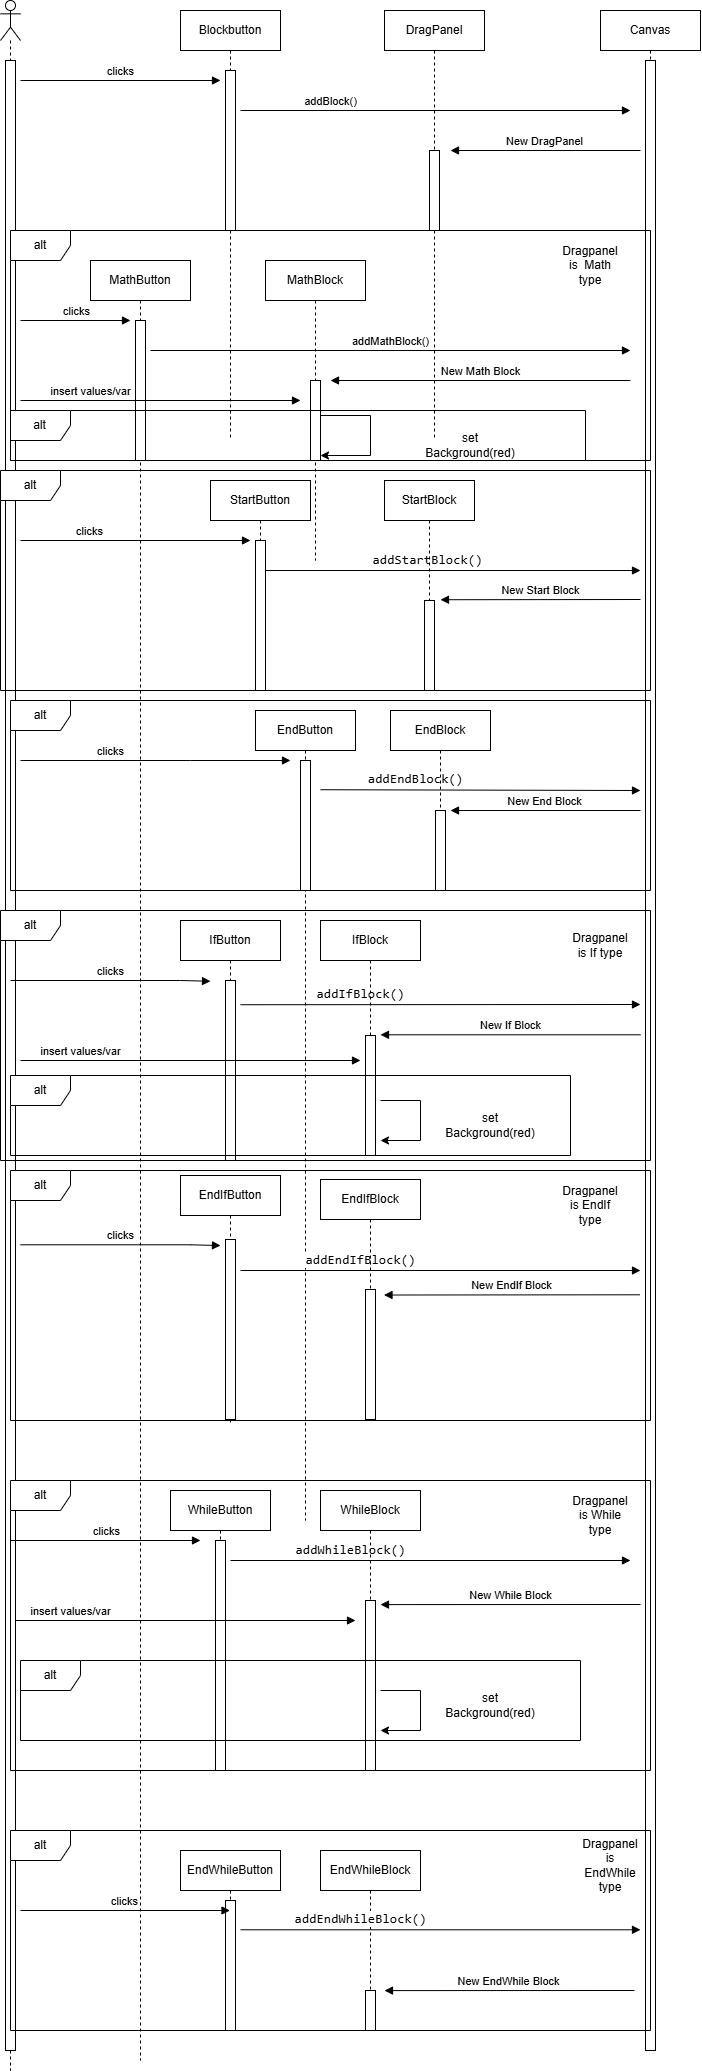 Blockbutton
DragPanel
Canvas
clicks
addBlock()
New DragPanel
alt
Dragpanel
is Math
type
MathButton
MathBlock
clicks
addMathBlock()
New Math Block
insert values/var
alt
set
Background(red)
alt
StartButton
StartBlock
clicks
addStartBlock()
New Start Block
alt
EndButton
EndBlock
clicks
addEndBlock()
New End Block
alt
IfButton
IfBlock
Dragpanel
is If type
clicks
addIfBlock()
New If Block
insert values/var
alt
set
Background(red)
alt
EndIfButton
EndIfBlock
Dragpanel
is EndIf
type
clicks
addEndIfBlock()
New EndIf Block
alt
WhileButton
WhileBlock
Dragpanel
is While
type
clicks
addWhileBlock()
New While Block
insert values/var
alt
set
Background(red)
alt
Dragpanel
is
EndWhile
type
EndWhileButton
EndWhileBlock
clicks
addEndWhileBlock()
New EndWhile Block